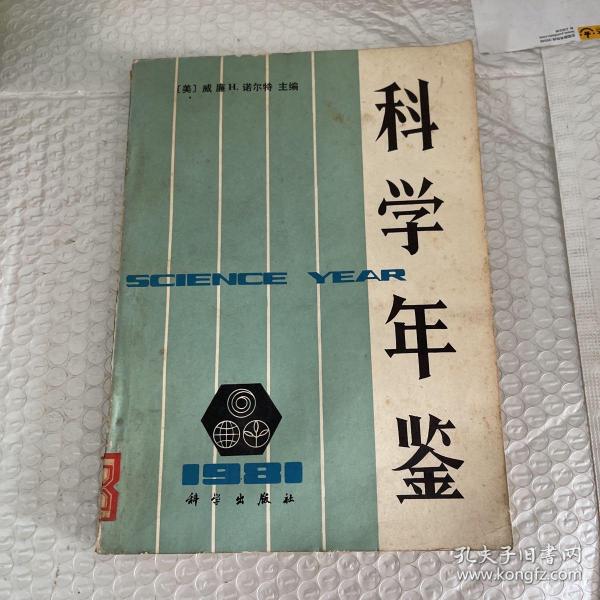 〔美〕威廉H.诺尔特 主编
科学年鉴
SCIENCE YEAR
1981
科学出版社
孔夫子旧书网
www.kongfz.com